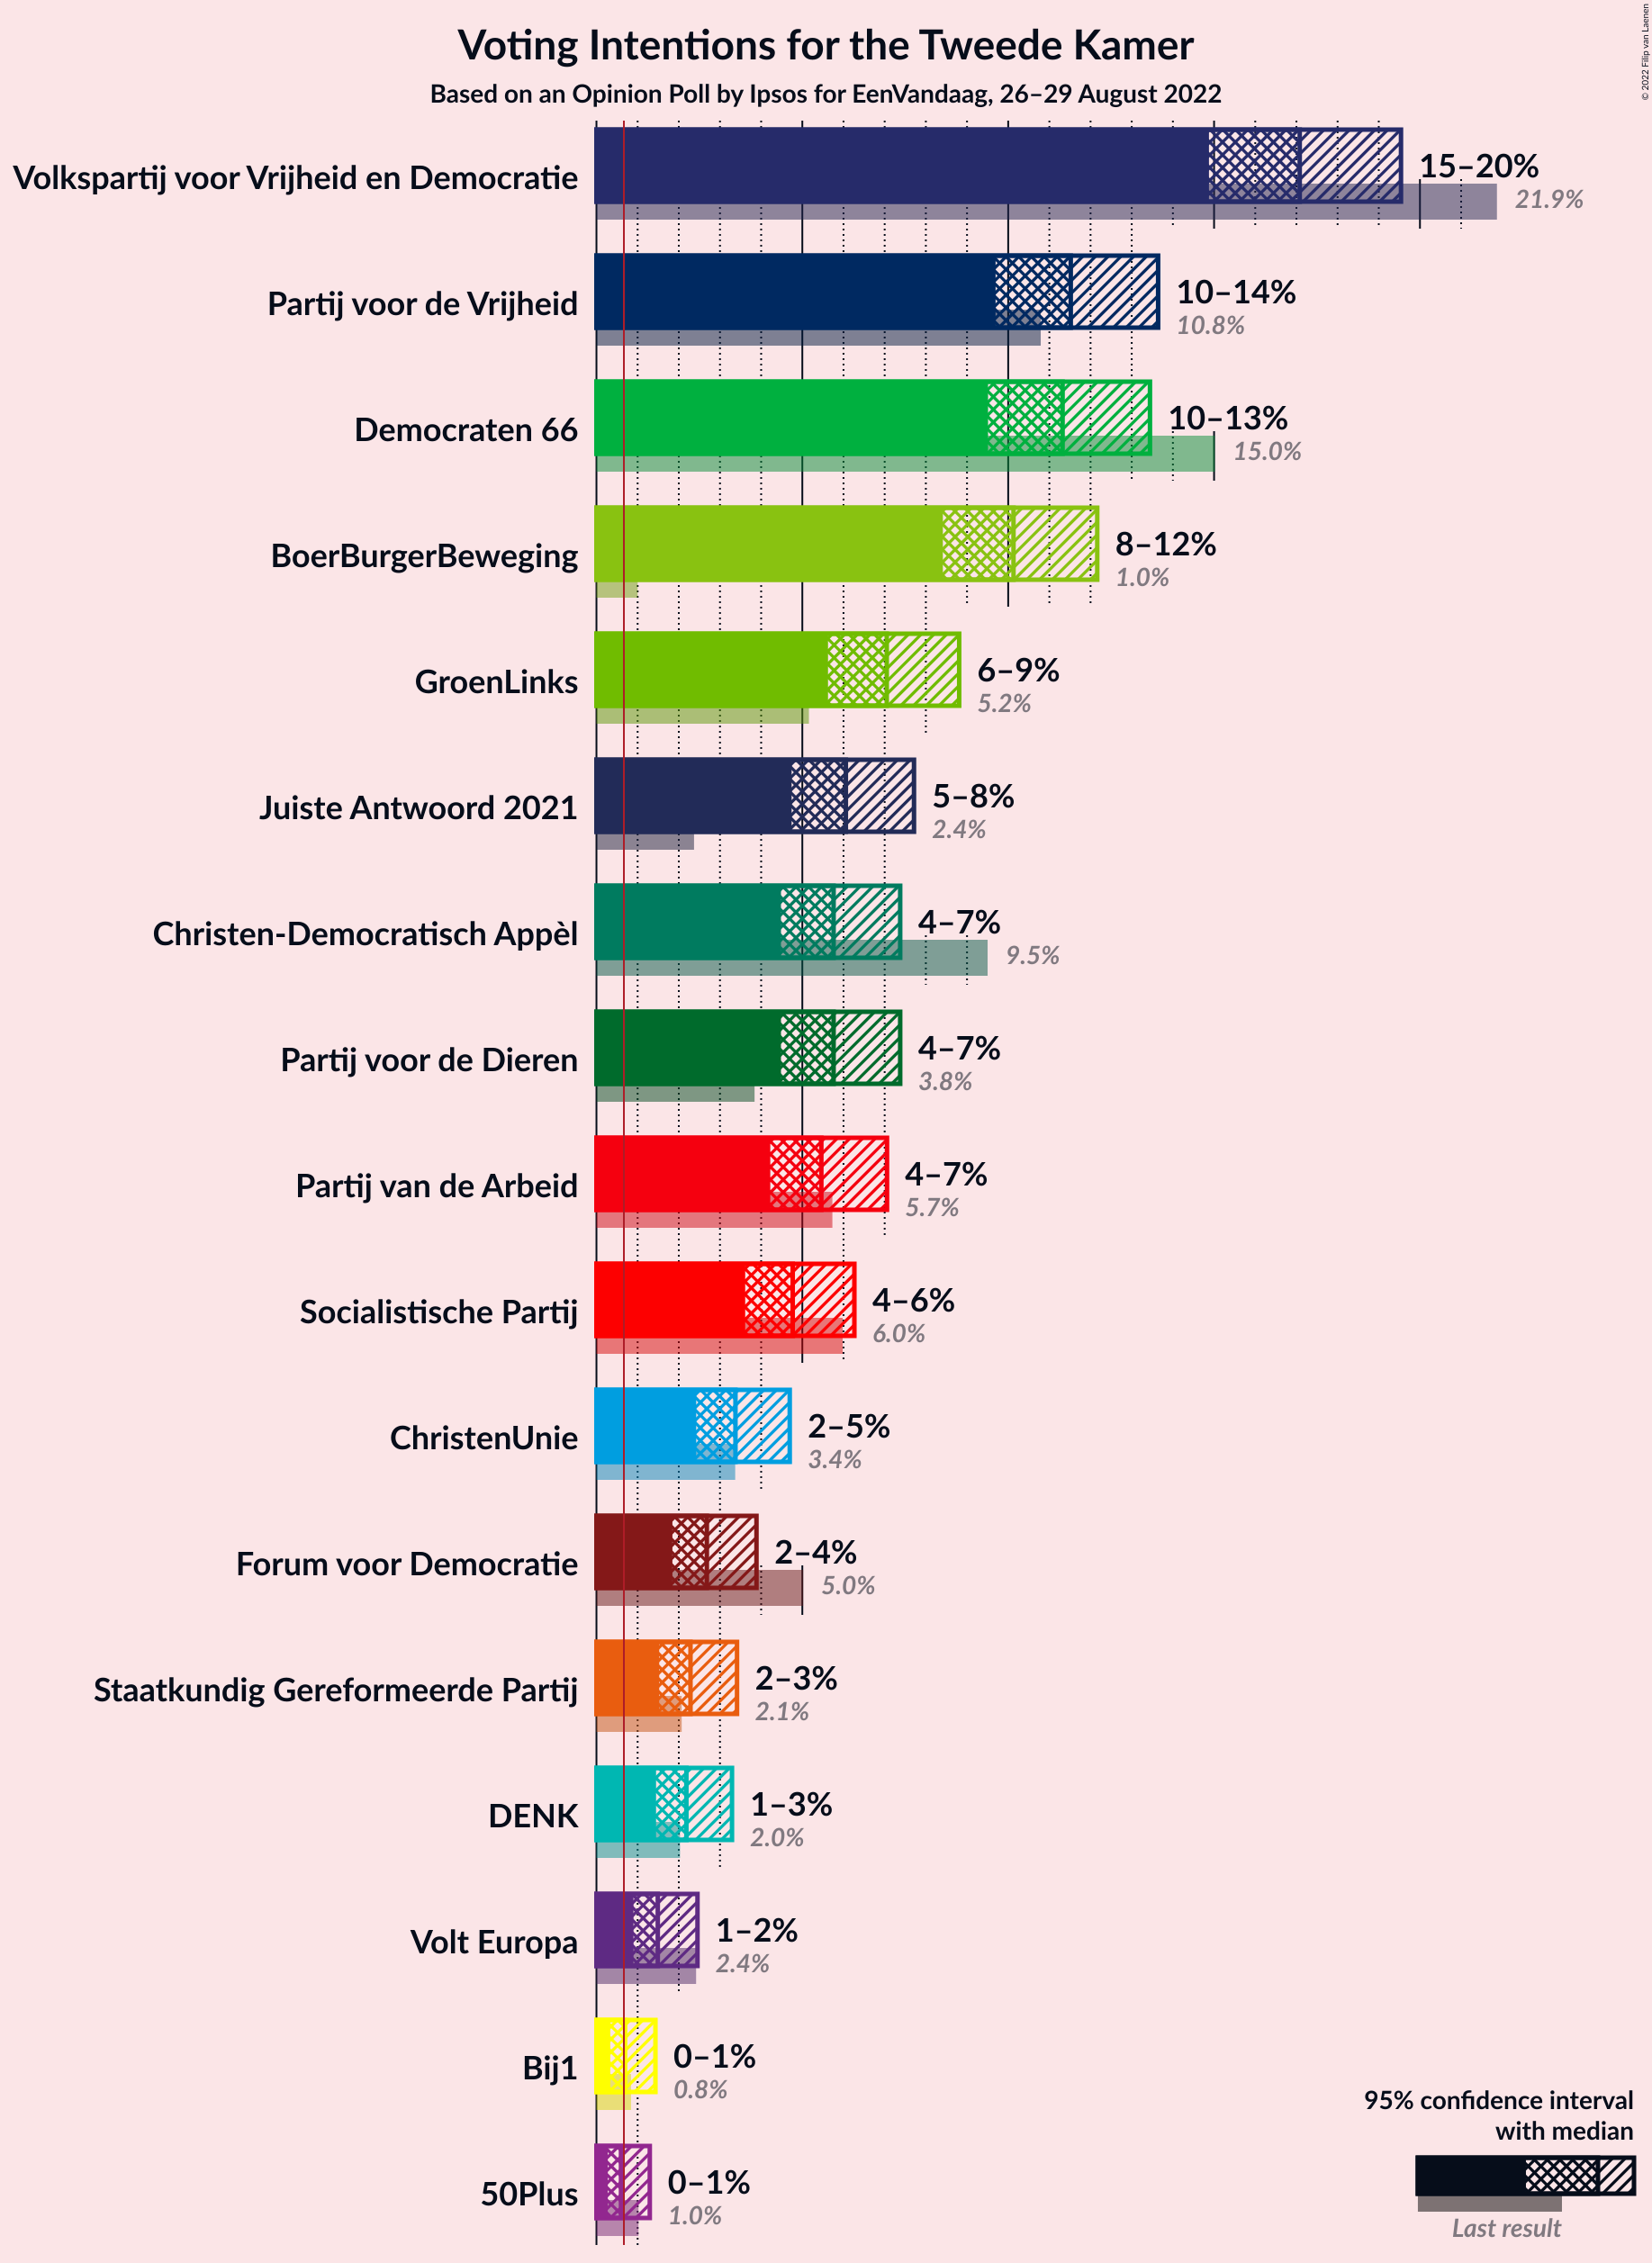 © 2022 Filip van Laenen
Voting Intentions for the Tweede Kamer
Based on an Opinion Poll by Ipsos for EenVandaag, 26–29 August 2022
Volkspartij voor Vrijheid en Democratie
15–20%
21.9%
Partij voor de Vrijheid
10–14%
10.8%
Democraten 66
10–13%
15.0%
BoerBurgerBeweging
8–12%
1.0%
GroenLinks
6–9%
5.2%
Juiste Antwoord 2021
5–8%
2.4%
Christen-Democratisch Appèl
4–7%
9.5%
Partij voor de Dieren
4–7%
3.8%
Partij van de Arbeid
4–7%
5.7%
Socialistische Partij
4–6%
6.0%
ChristenUnie
2–5%
3.4%
Forum voor Democratie
2–4%
5.0%
Staatkundig Gereformeerde Partij
2–3%
2.1%
DENK
1–3%
2.0%
Volt Europa
1–2%
2.4%
Bij1
0–1%
0.8%
50Plus
0–1%
1.0%
95% confidence interval
with median
Last result